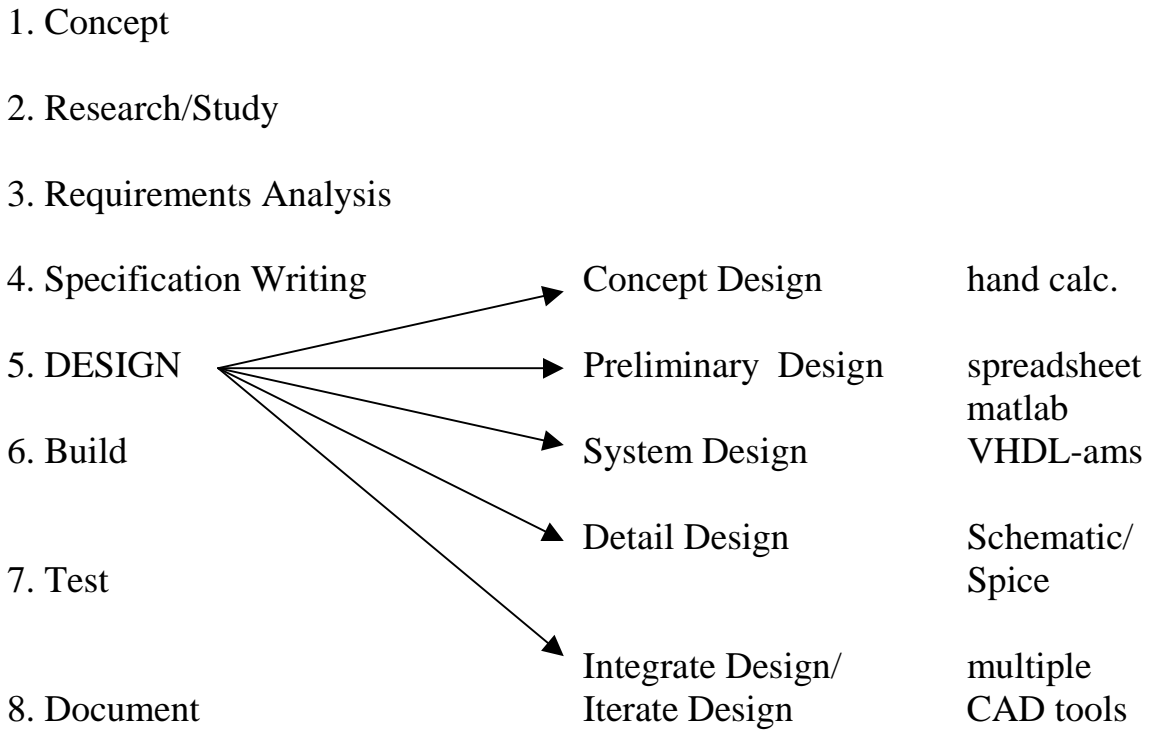 1. Concept
2. Research/Study
3. Requirements Analysis
4. Specification Writing
Concept Design
hand calc.
5. DESIGN
Preliminary Design
spreadsheet
matlab
6. Build
System Design
VHDL-ams
Detail Design
Schematic/
7. Test
Spice
Integrate Design/
multiple
8. Document
Iterate Design
CAD tools